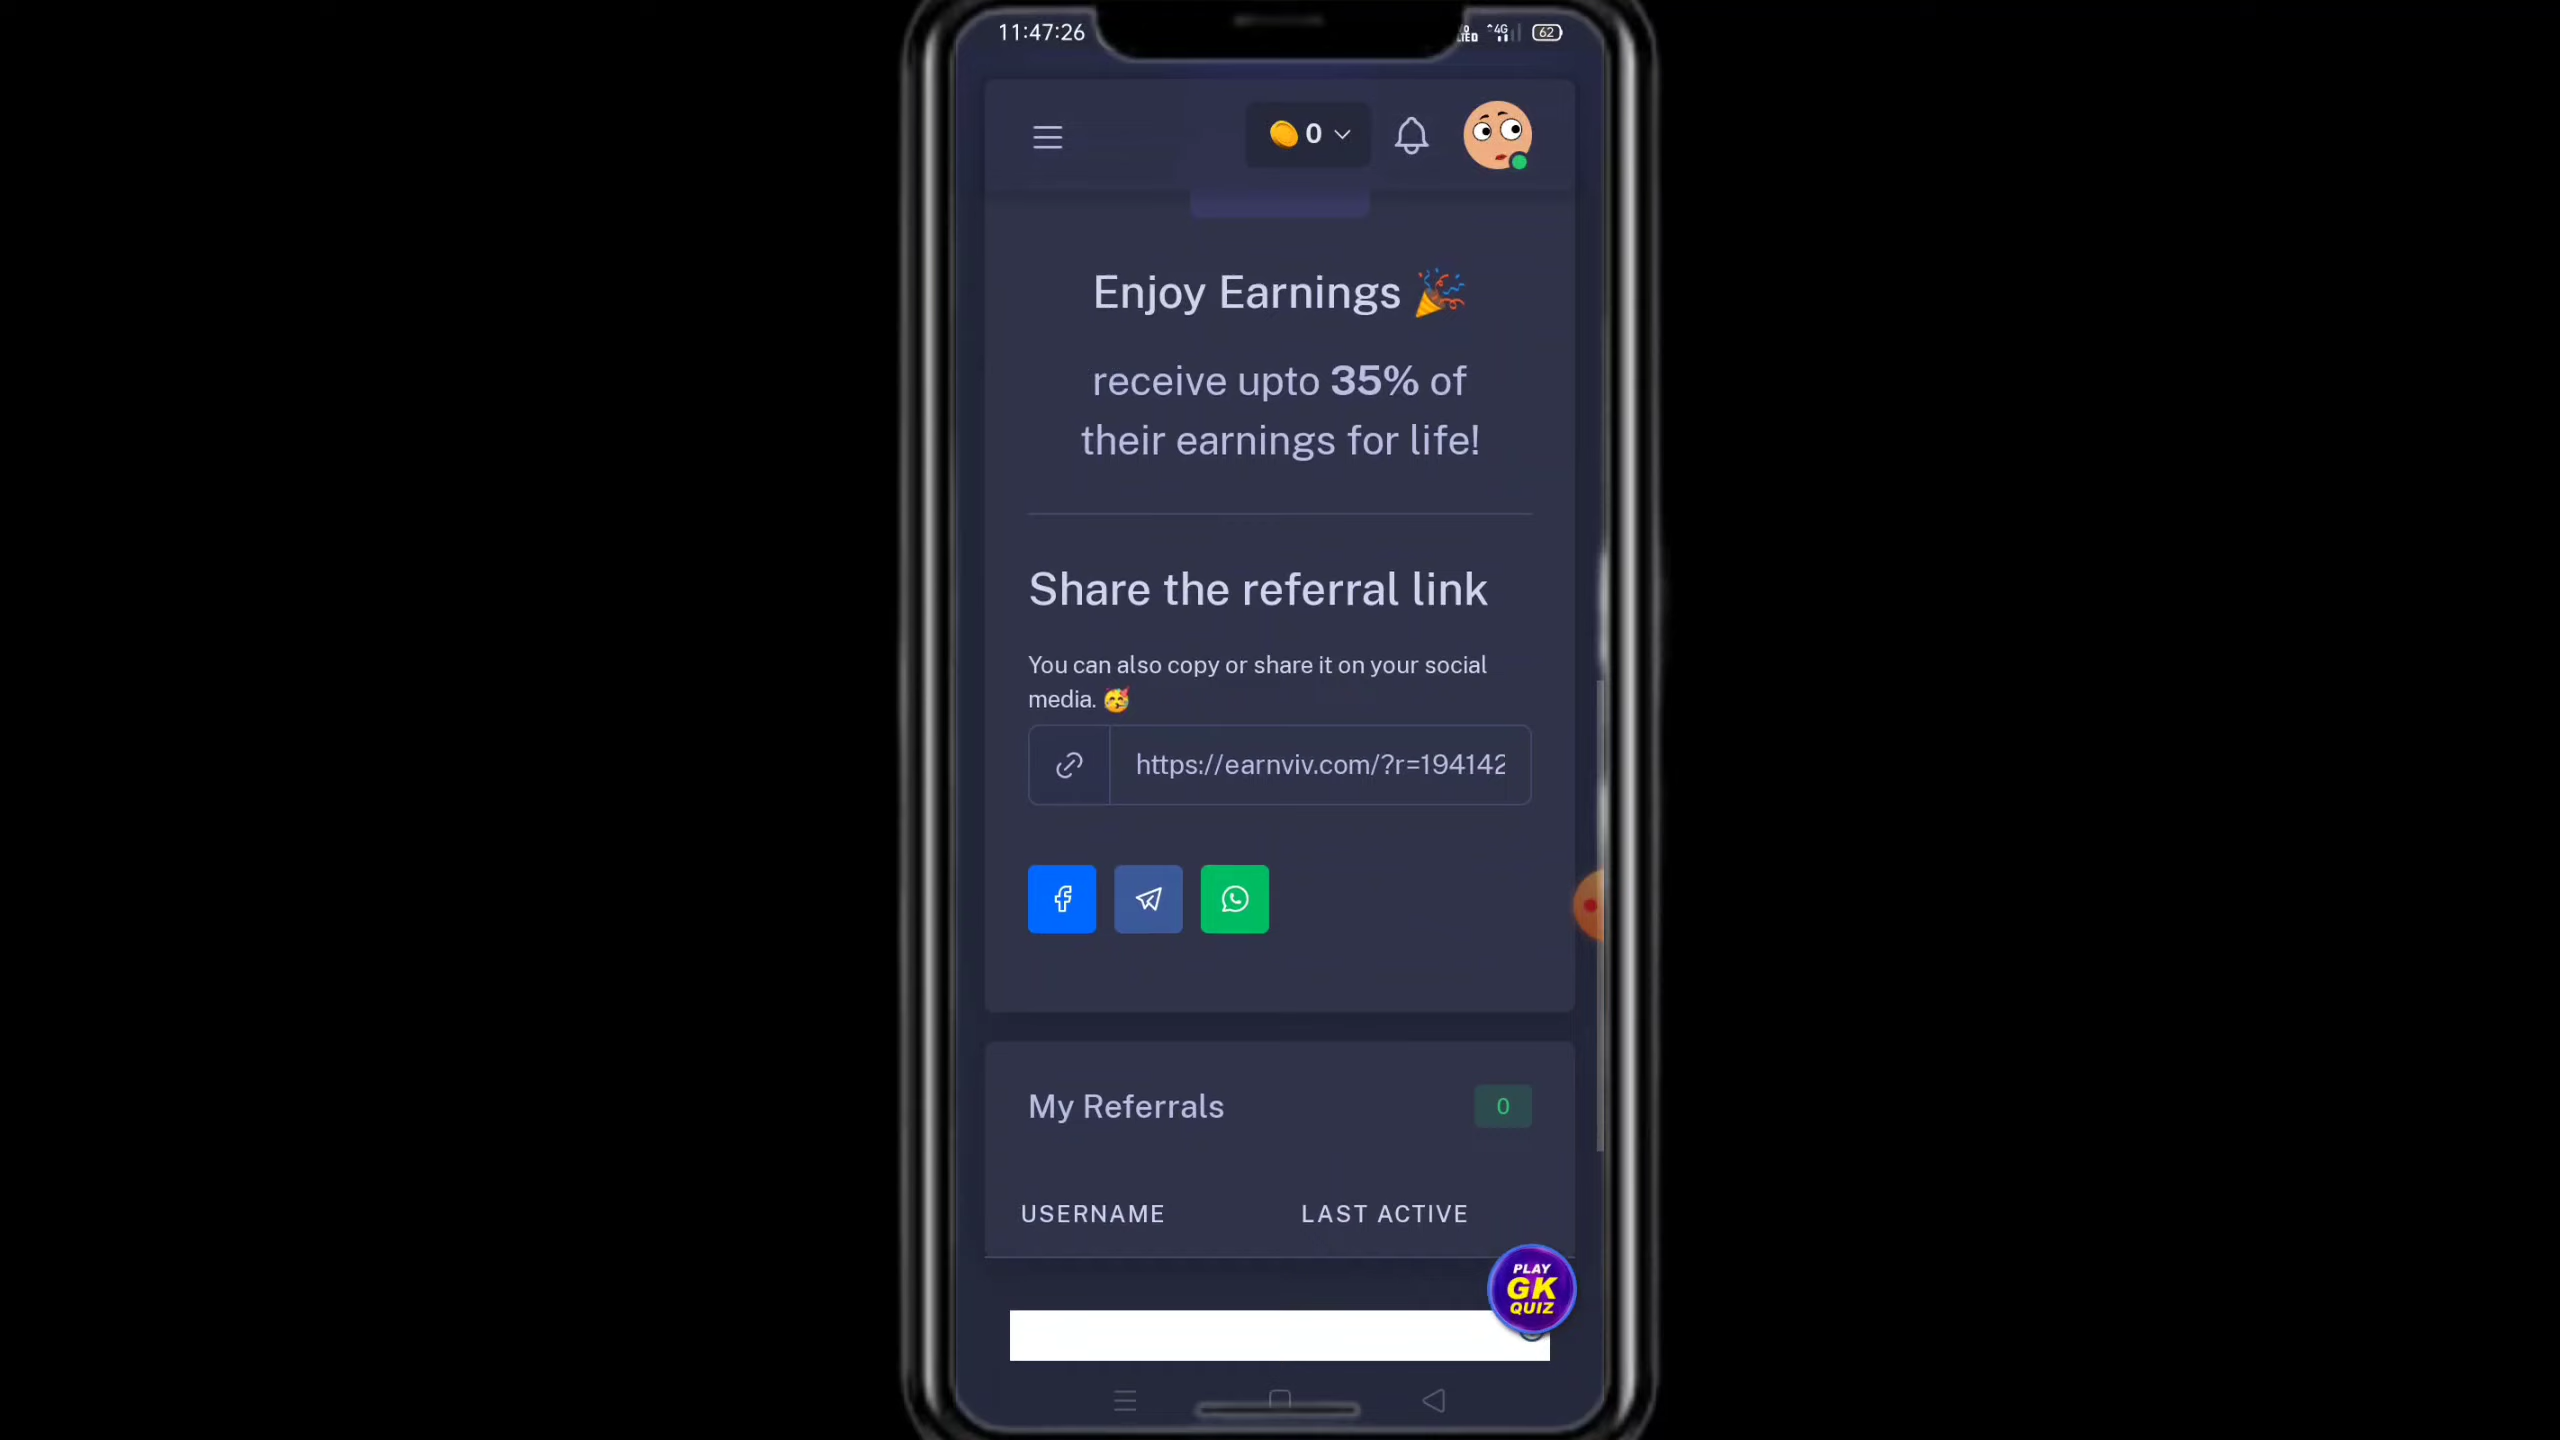 11:47:26
4G
62
0
Enjoy Earnings 🎉
receive upto 35% of
their earnings for life!
Share the referral link
You can also copy or share it on your social
media. 🥳
https://earnviv.com/?r=194142
My Referrals
0
USERNAME LAST ACTIVE
PLAY
GK
QUIZ